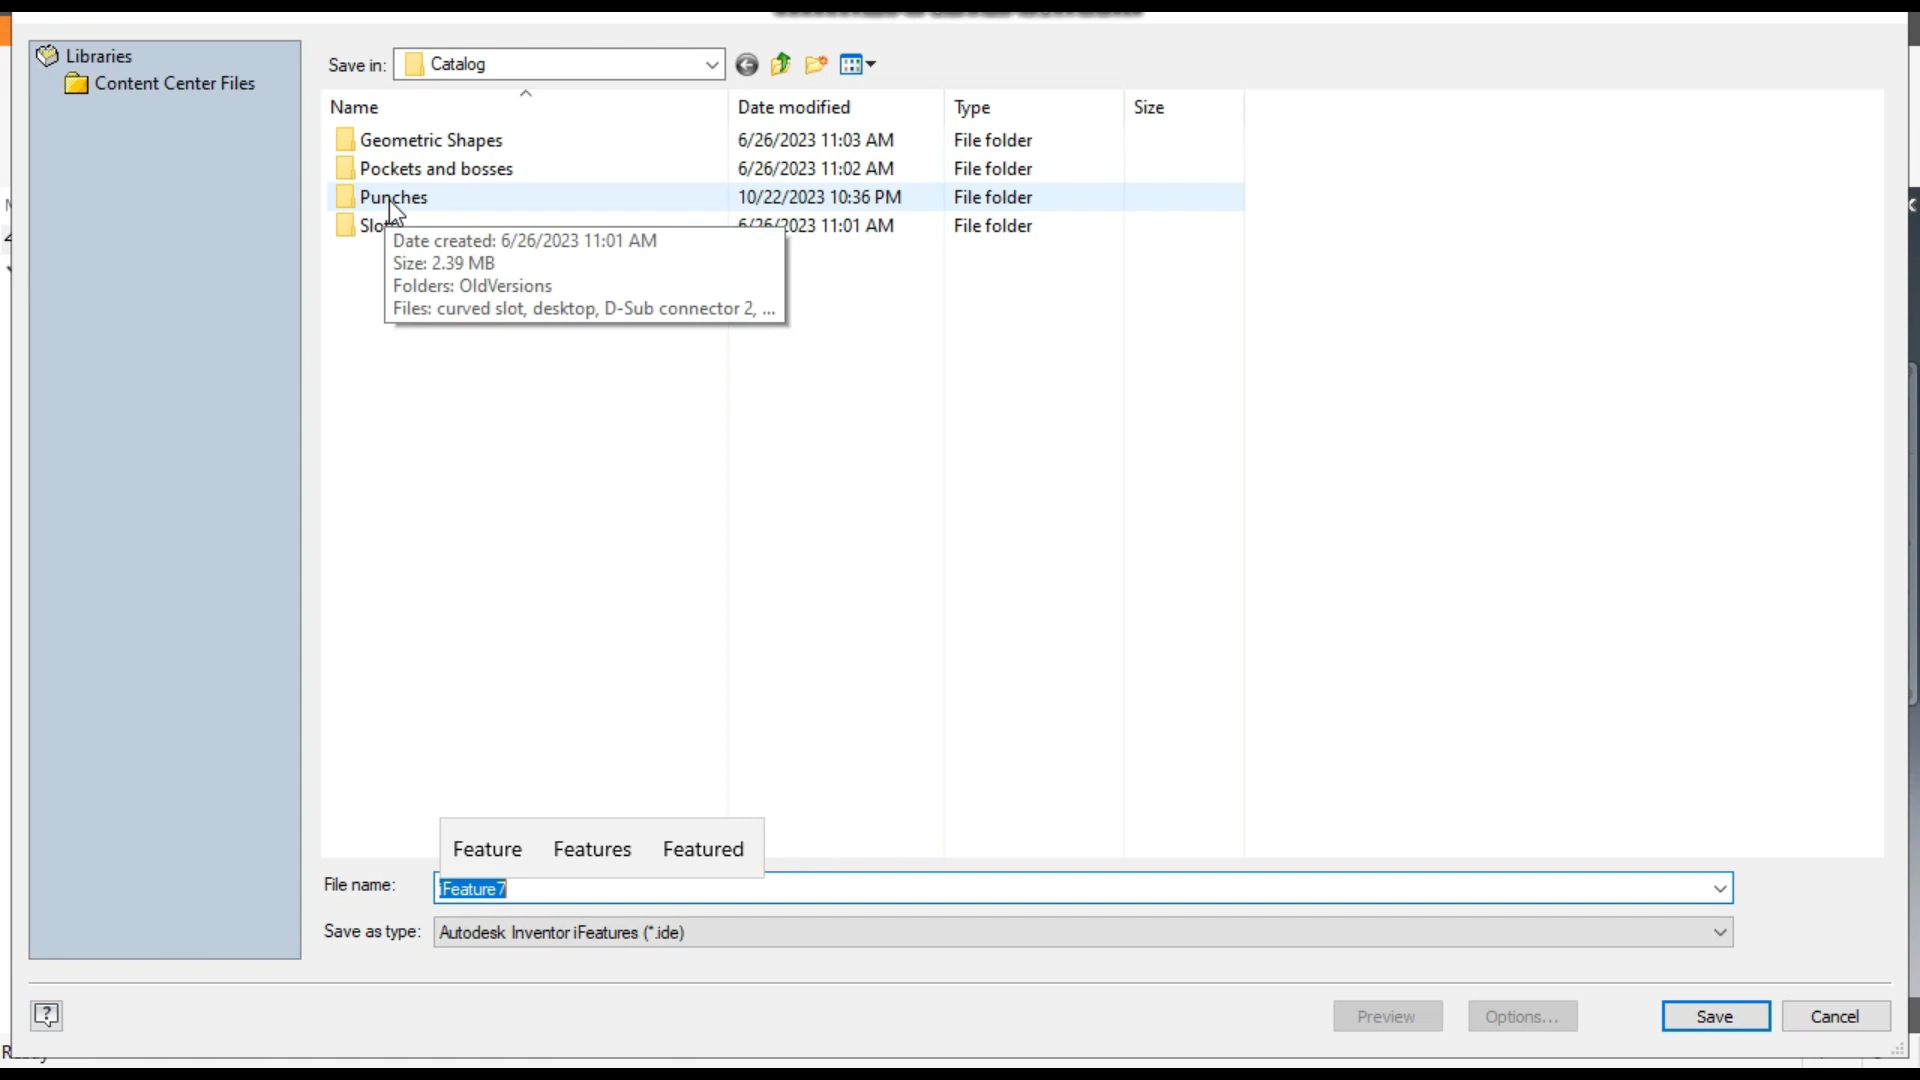 Libraries
Content Center Files
Save in: Catalog
Name Date modified Type Size
Geometric Shapes 6/26/2023 11:03 AM File folder
Pockets and bosses 6/26/2023 11:02 AM File folder
Punches 10/22/2023 10:36 PM File folder
6/26/2023 11:01 AM File folder
Date created: 6/26/2023 11:01 AM
Size: 2.39 MB
Folders: OldVersions
Files: curved slot, desktop, D-Sub connector 2, ...
Feature Features Featured
File name: iFeature7
Save as type: Autodesk Inventor iFeatures (*.ide)
Preview Options... Save Cancel